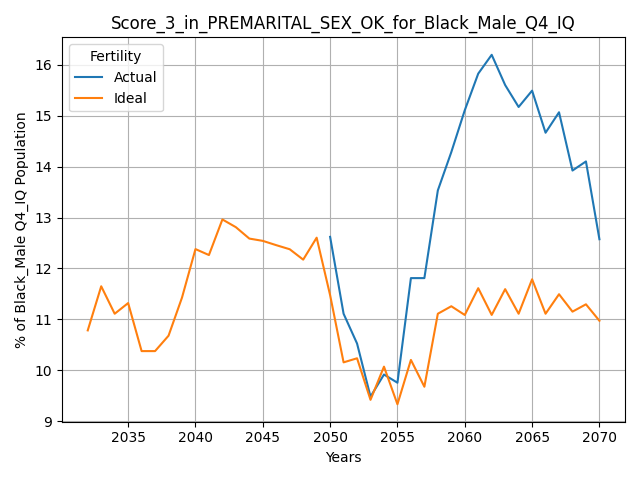 Score_3_in_PREMARITAL_SEX_OK_for_Black_Male_Q4_IQ
Fertility
Actual
Ideal
% of Black_Male Q4_IQ Population
16
15
14
13
12
11
10
9
2035 2040 2045 2050 2055 2060 2065 2070
Years